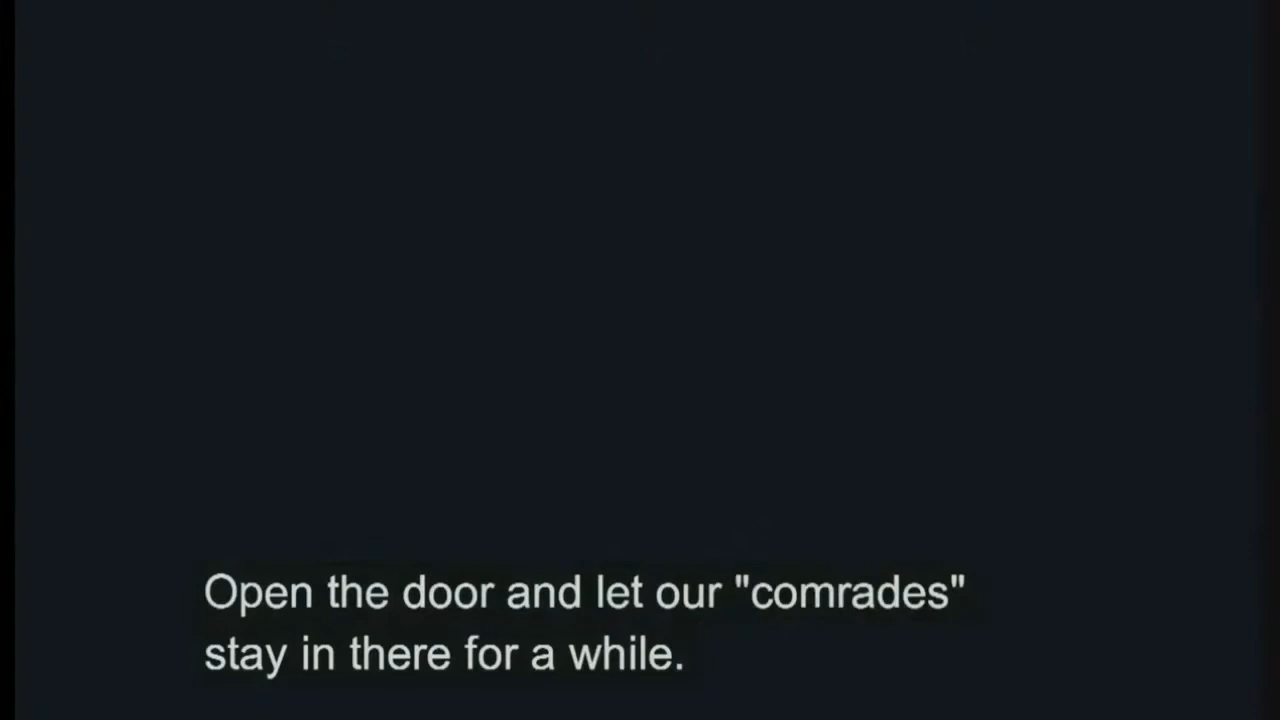 Open the door and let our "comrades"
stay in there for a while.